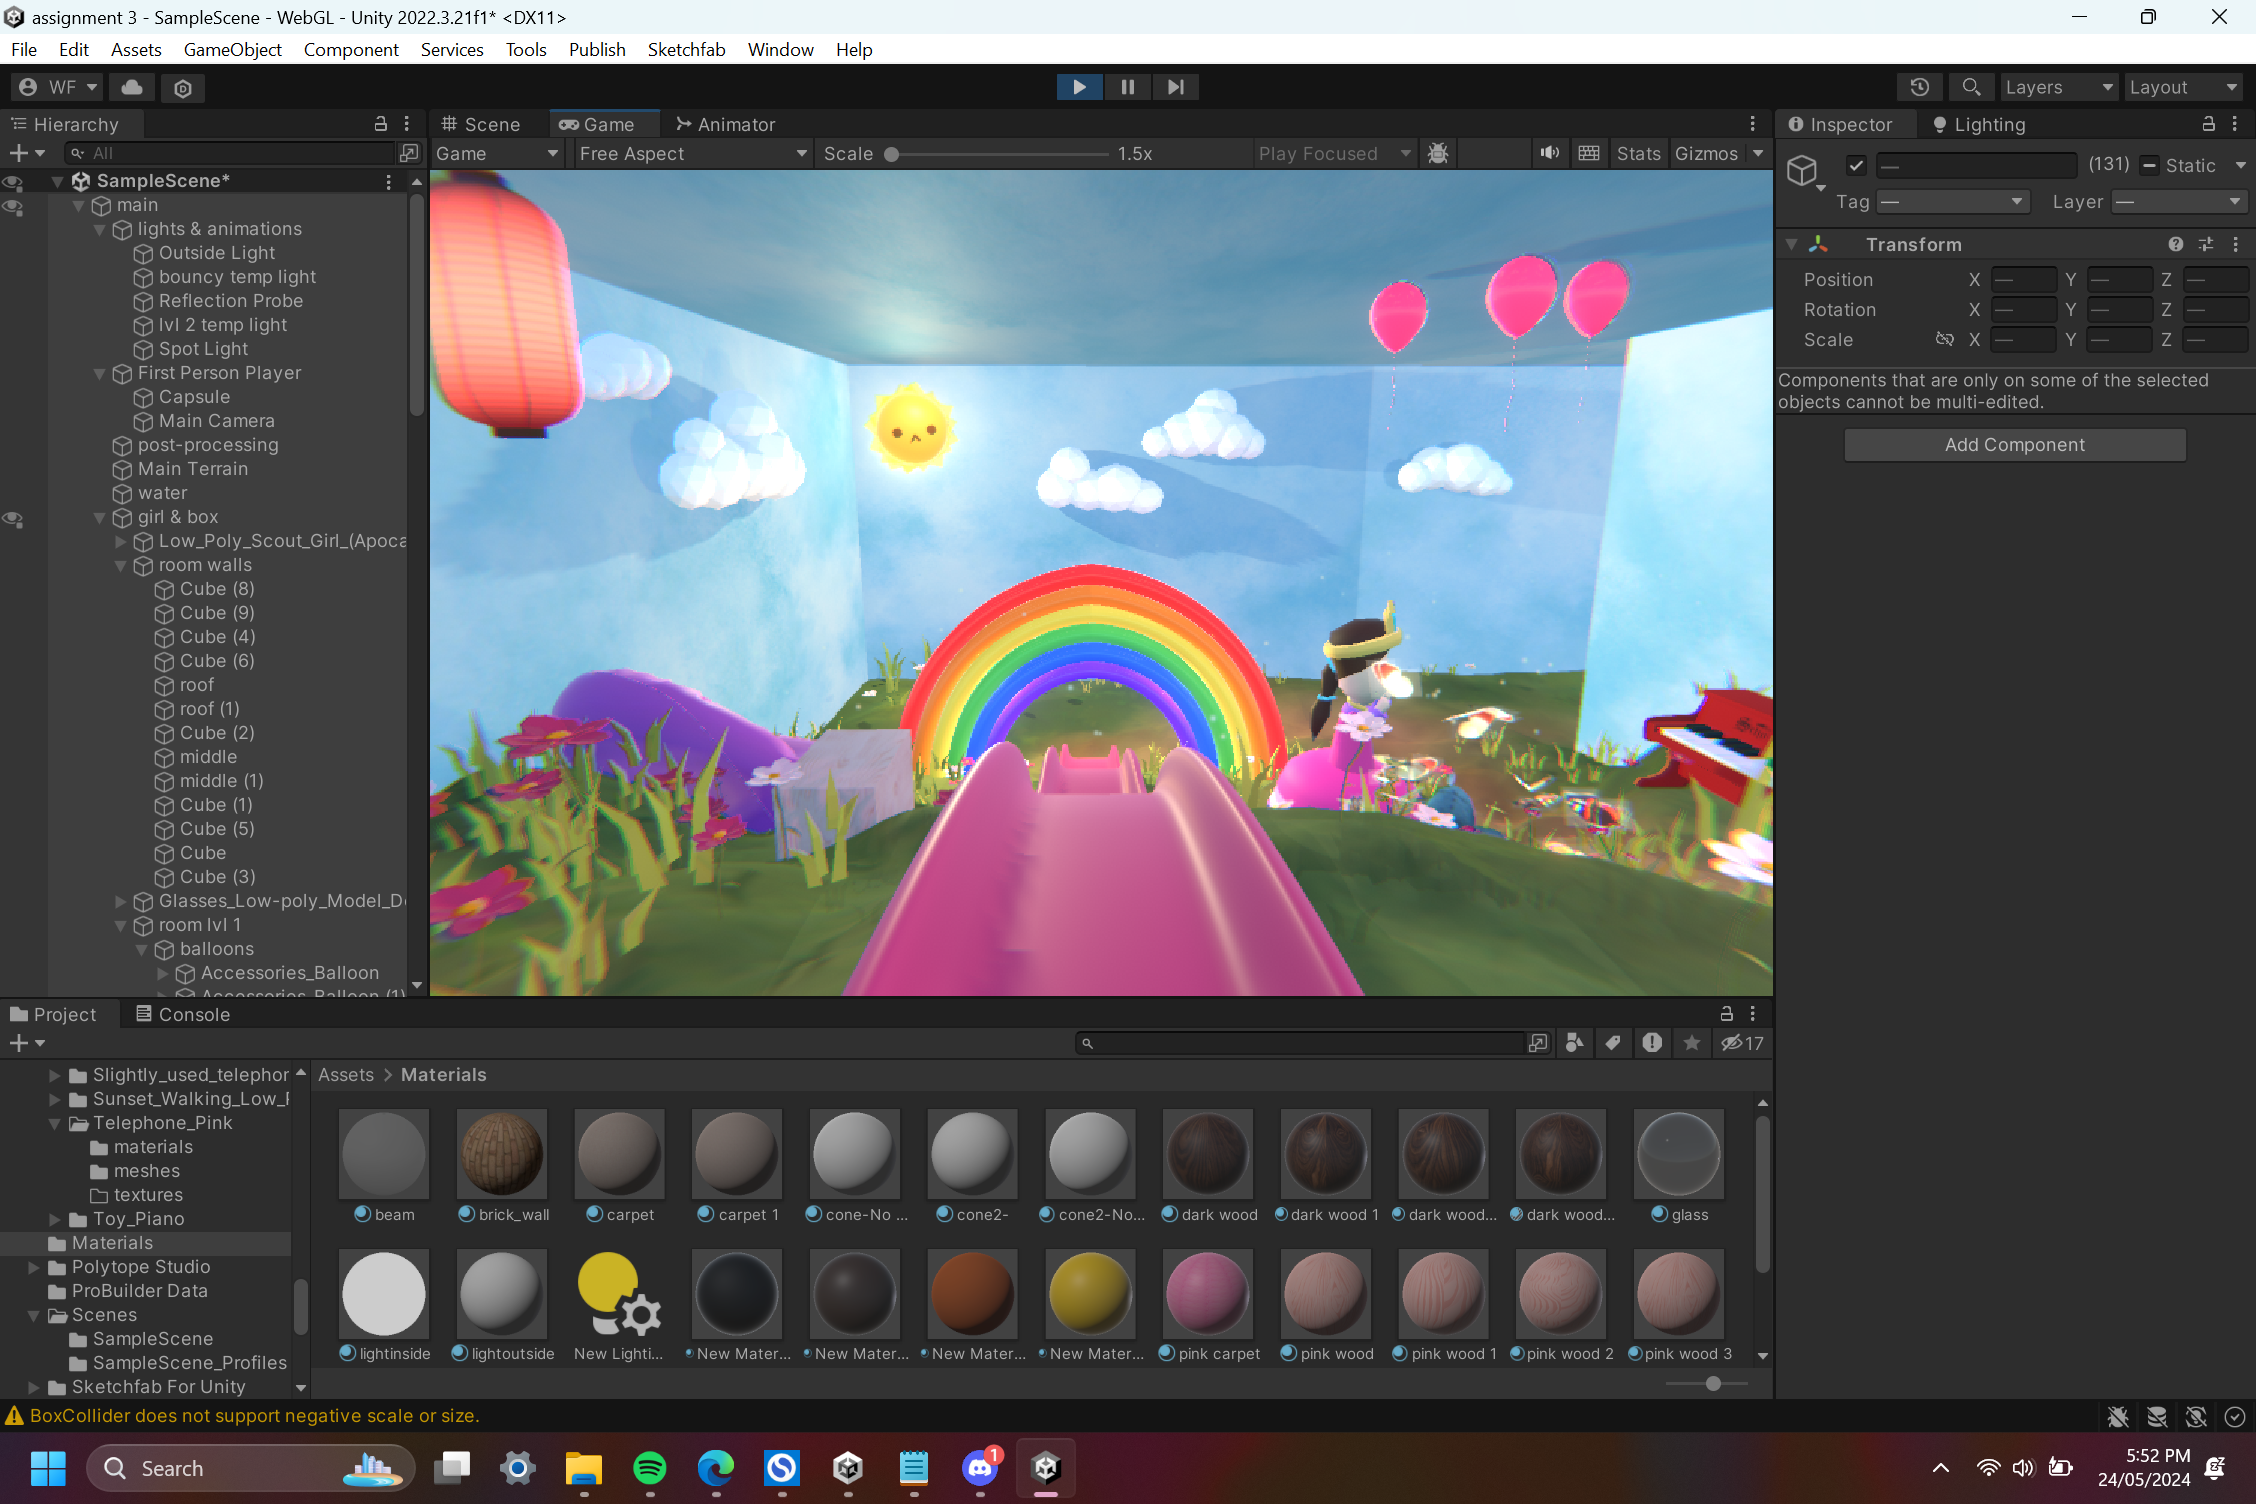 assignment 3 - SampleScene - WebGL - Unity 2022.3.21f1* <DX11>
File Edit Assets GameObject Component Services Tools Publish Sketchfab Window Help
WF Layers Layout
Hierarchy
All
SampleScene*
main
lights & animations
Outside Light
bouncy temp light
Reflection Probe
lvl 2 temp light
Spot Light
First Person Player
Capsule
Main Camera
post-processing
Main Terrain
water
girl & box
Low_Poly_Scout_Girl_(Apoca
room walls
Cube (8)
Cube (9)
Cube (4)
Cube (6)
roof
roof (1)
Cube (2)
middle
middle (1)
Cube (1)
Cube (5)
Cube
Cube (3)
Glasses_Low-poly_Model_D
room lvl 1
balloons
Accessories_Balloon
Accessories_Balloon (1)
Scene Game Animator
Game Free Aspect Scale 1.5x Play Focused Stats Gizmos
Inspector Lighting
— (131) — Static
Tag — Layer —
Transform
Position X — Y — Z —
Rotation X — Y — Z —
Scale X — Y — Z —
Components that are only on some of the selected
objects cannot be multi-edited.
Add Component
Project Console
17
Slightly_used_telephor
Sunset_Walking_Low_F
Telephone_Pink
materials
meshes
textures
Toy_Piano
Materials
Polytope Studio
ProBuilder Data
Scenes
SampleScene
SampleScene_Profiles
Sketchfab For Unity
Assets > Materials
beam brick_wall carpet carpet 1 cone-No ... cone2- cone2-No... dark wood dark wood 1 dark wood... dark wood... glass
lightinside lightoutside New Lighti... New Mater... New Mater... New Mater... New Mater... pink carpet pink wood pink wood 1 pink wood 2 pink wood 3
BoxCollider does not support negative scale or size.
Search
1
5:52 PM
24/05/2024